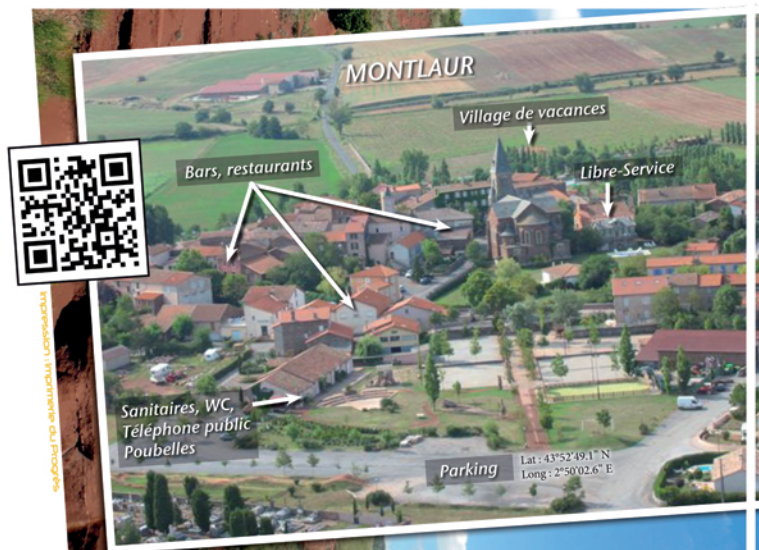 MONTLAUR
Village de vacances
Bars, restaurants
Libre-Service
Sanitaires, WC,
Téléphone public
Poubelles
Parking
Lat : 43°52'49.1" N
Long : 2°50'02.6" E
Impression : Imprimerie du Progrès